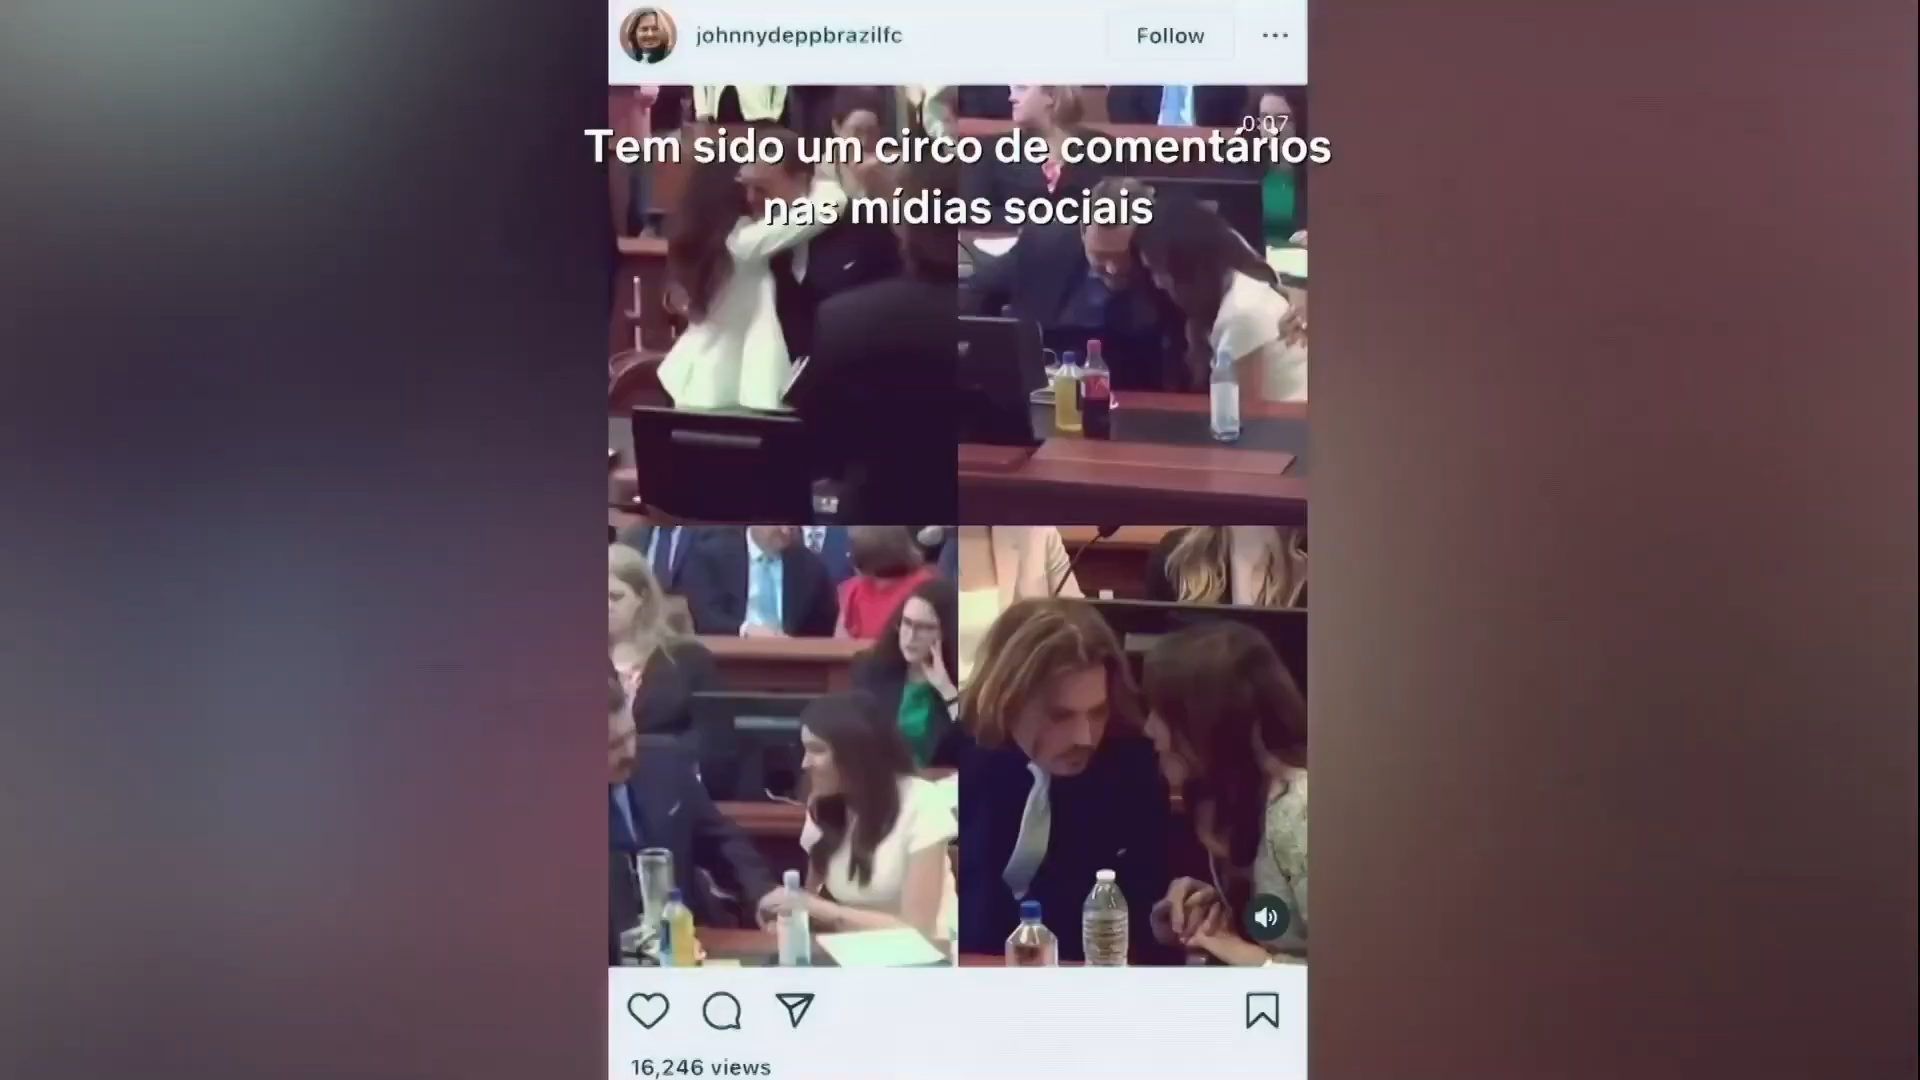 johnnydeppbrazilfc
Follow
0:07
Tem sido um circo de comentários
nas mídias sociais
16,246 views